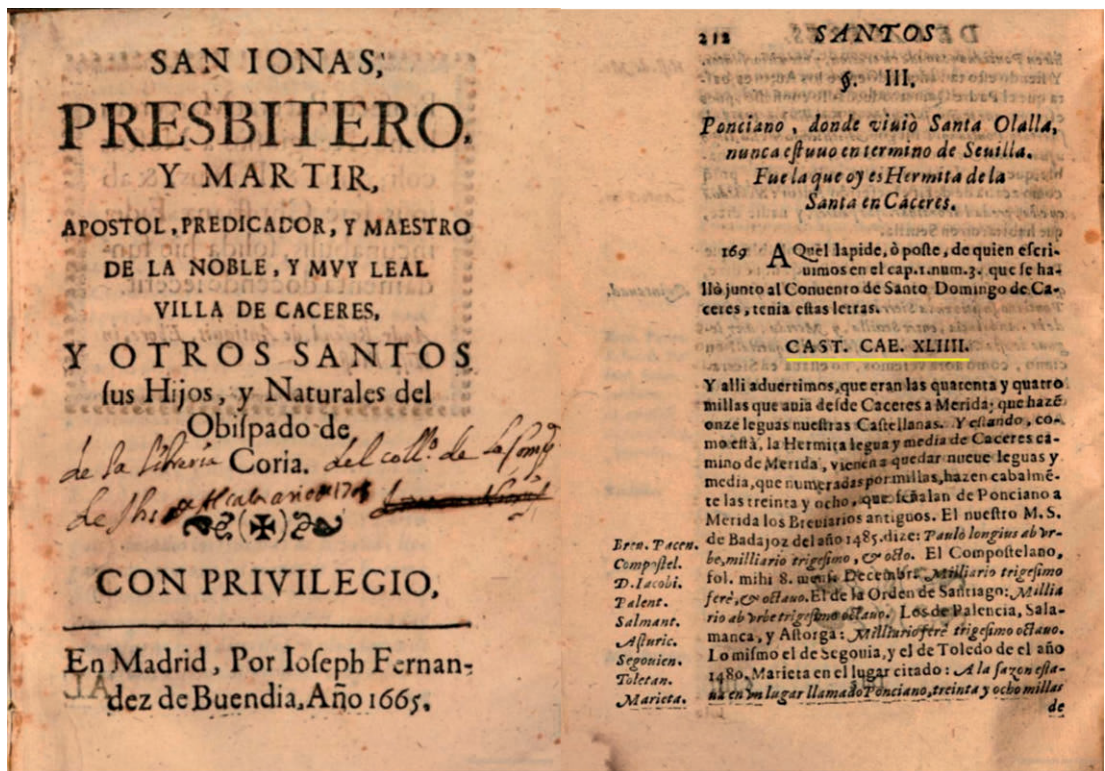 SAN IONAS,
PRESBITERO,
Y MARTIR,
APOSTOL, PREDICADOR, Y MAESTRO
DE LA NOBLE, Y MVY LEAL
VILLA DE CACERES,
Y OTROS SANTOS
sus Hijos, y Naturales del
Obispado de
Coria.
de la libreria del coll.º de la Comp.
de Jhs de Alcala año de 1705
CON PRIVILEGIO,
En Madrid, Por Ioseph Fernan-
dez de Buendia, Año 1665.
212 SANTOS
§. III.
Ponciano, donde viuiò Santa Olalla,
nunca estuuo en termino de Seuilla.
Fue la que oy es Hermita de la
Santa en Càceres.
169 AQuel lapide, ò poste, de quien escri-
uimos en el cap. 1. num. 3. que se ha-
llò junto al Conuento de Santo Domingo de Ca-
ceres, tenia estas letras.
CAST. CAE. XLIIII.
Y alli aduertimos, que eran las quarenta y quatro
millas que auia desde Caceres a Merida; que hazē
onze leguas nuestras Castellanas. Y estando, co-
mo està, la Hermita legua y media de Caceres ca-
mino de Merida, vienen a quedar nueue leguas y
media, que numeradas por millas, hazen cabalmē-
te las treinta y ocho, que señalan de Ponciano a
Merida los Breviarios antiguos. El nuestro M.S.
Breu. Pacen. de Badajoz del año 1485. dize: Paulò longius ab vr-
Compostel. be, milliario trigesimo, & octo. El Compostelano,
D. Iacobi. fol. mihi 8. mense Decembr. Milliario trigesimo
Palent. ferè, & octauo. El de la Orden de Santiago: Millia
Salmant. rio ab vrbe trigesimo octauo. Los de Palencia, Sala-
Asturic. manca, y Astorga: Milliario ferè trigesimo octauo.
Segouien. Lo mismo el de Segouia, y el de Toledo de el año
Toletan. 1480. Marieta en el lugar citado: A la sazon esta-
Marieta. ua en vn lugar llamado Ponciano, treinta y ocho millas
de